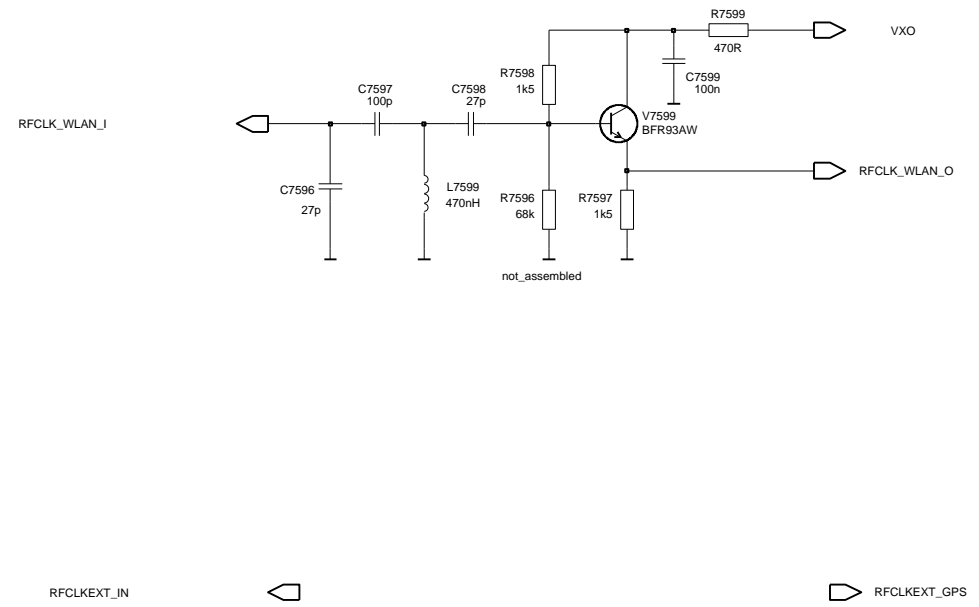 R7599
VXO
470R
R7598
1k5
C7599
100n
C7597
100p
C7598
27p
V7599
BFR93AW
RFCLK_WLAN_I
RFCLK_WLAN_O
C7596
27p
L7599
470nH
R7596
68k
R7597
1k5
not_assembled
RFCLKEXT_IN
RFCLKEXT_GPS